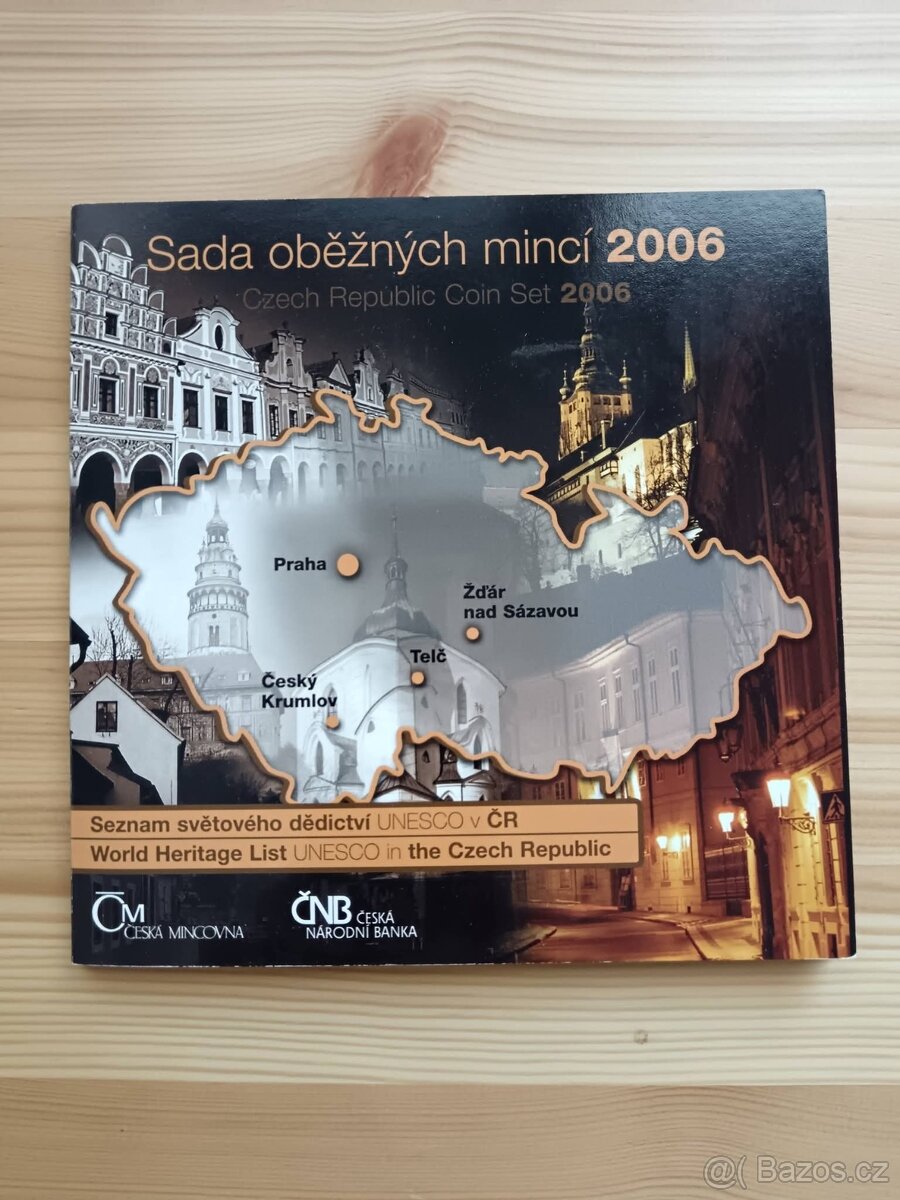 Sada oběžných mincí 2006
Czech Republic Coin Set 2006
Praha
Žďár
nad Sázavou
Telč
Český
Krumlov
Seznam světového dědictví UNESCO v ČR
World Heritage List UNESCO in the Czech Republic
ČM
ČESKÁ MINCOVNA
ČNB ČESKÁ
NÁRODNÍ BANKA
@( Bazos.cz